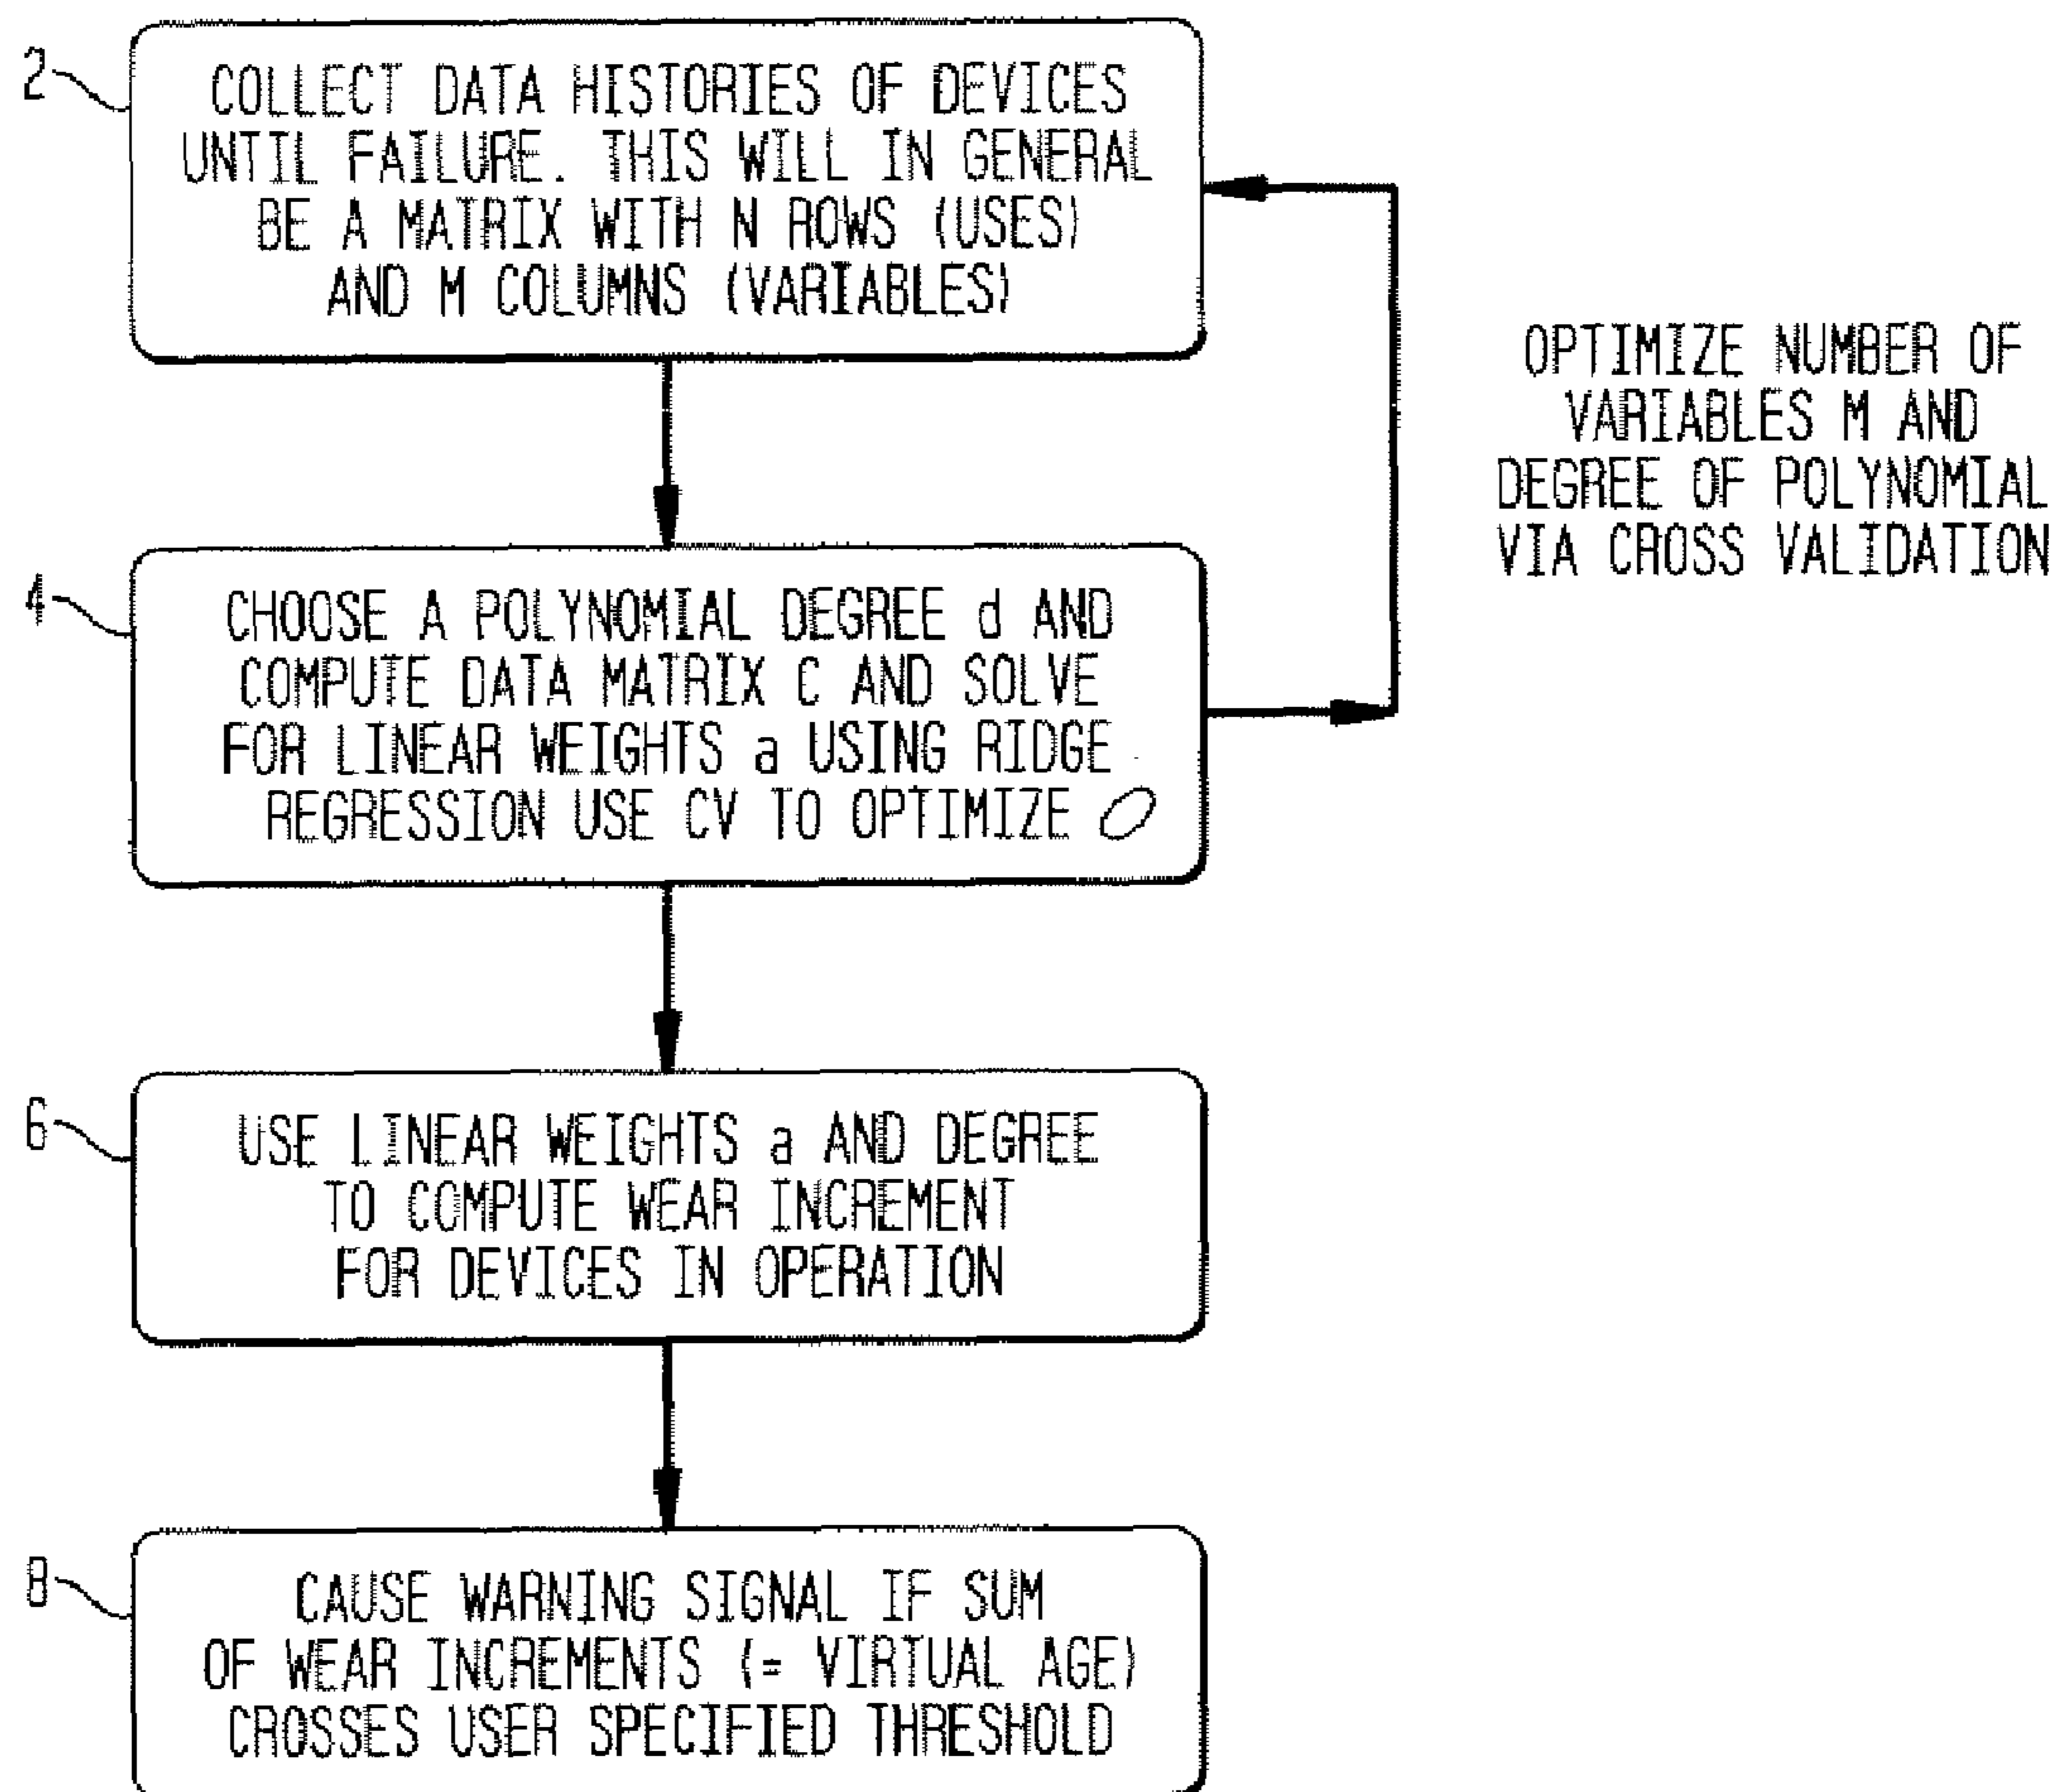 2
COLLECT DATA HISTORIES OF DEVICES
UNTIL FAILURE. THIS WILL IN GENERAL
BE A MATRIX WITH N ROWS (USES)
AND M COLUMNS (VARIABLES)
OPTIMIZE NUMBER OF
VARIABLES M AND
DEGREE OF POLYNOMIAL
VIA CROSS VALIDATION
4
CHOOSE A POLYNOMIAL DEGREE d AND
COMPUTE DATA MATRIX C AND SOLVE
FOR LINEAR WEIGHTS a USING RIDGE
REGRESSION USE CV TO OPTIMIZE
6
USE LINEAR WEIGHTS a AND DEGREE
TO COMPUTE WEAR INCREMENT
FOR DEVICES IN OPERATION
8
CAUSE WARNING SIGNAL IF SUM
OF WEAR INCREMENTS (= VIRTUAL AGE)
CROSSES USER SPECIFIED THRESHOLD